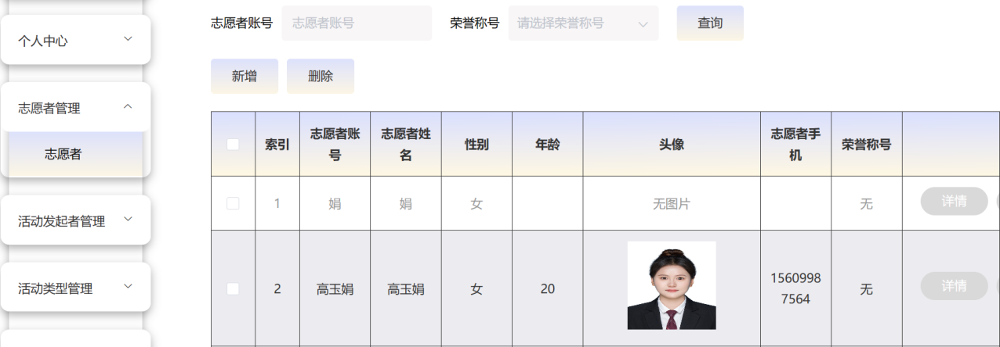 个人中心
志愿者管理
志愿者
活动发起者管理
活动类型管理
志愿者账号 志愿者账号 荣誉称号 请选择荣誉称号 查询
新增 删除
索引 志愿者账号 志愿者姓名 性别 年龄 头像 志愿者手机 荣誉称号
1 娟 娟 女 无图片 无 详情
2 高玉娟 高玉娟 女 20 15609987564 无 详情